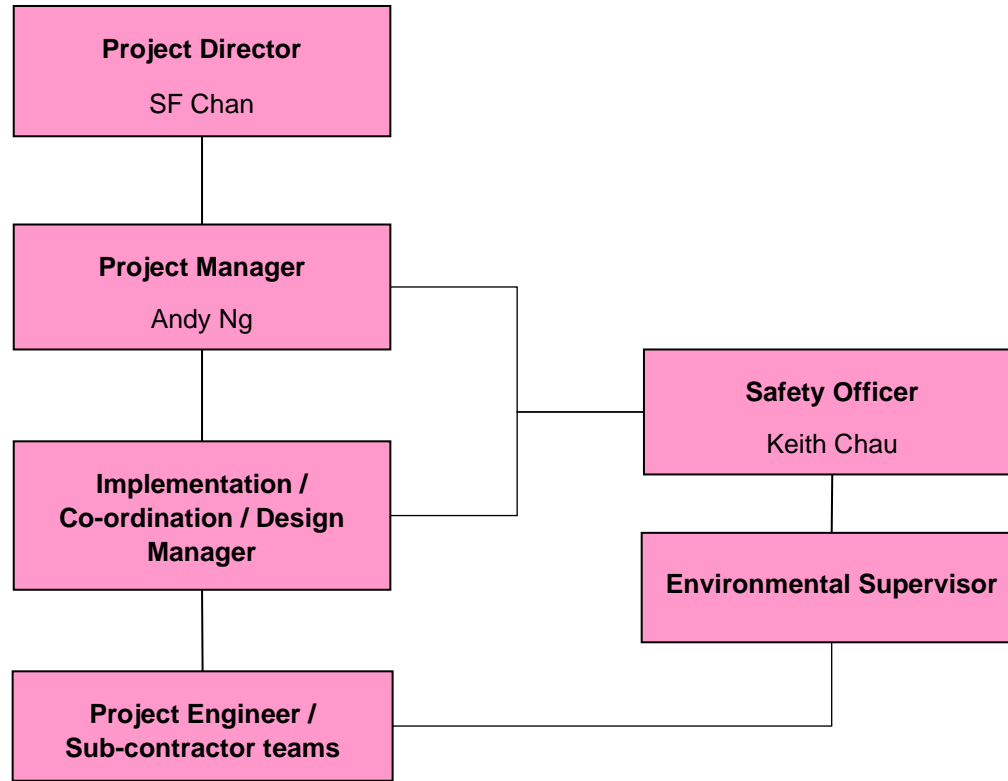 Project Director
SF Chan
Project Manager
Andy Ng
Safety Officer
Keith Chau
Implementation /
Co-ordination / Design
Manager
Environmental Supervisor
Project Engineer /
Sub-contractor teams